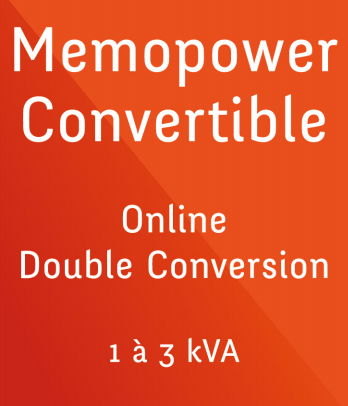 Memopower
Convertible
Online
Double Conversion
1 à 3 kVA